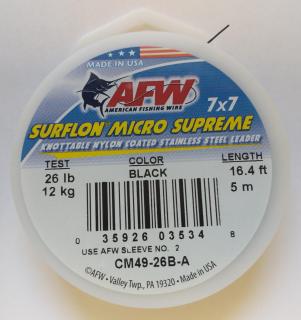 MADE IN USA
AFW
AMERICAN FISHING WIRE
7x7
SURFLON MICRO SUPREME
KNOTTABLE NYLON COATED STAINLESS STEEL LEADER
TEST COLOR LENGTH
26 lb BLACK 16.4 ft
12 kg 5 m
0 35926 03534 8
USE AFW SLEEVE NO. 2
CM49-26B-A
©AFW • Valley Twp., PA 19320 • Made in USA